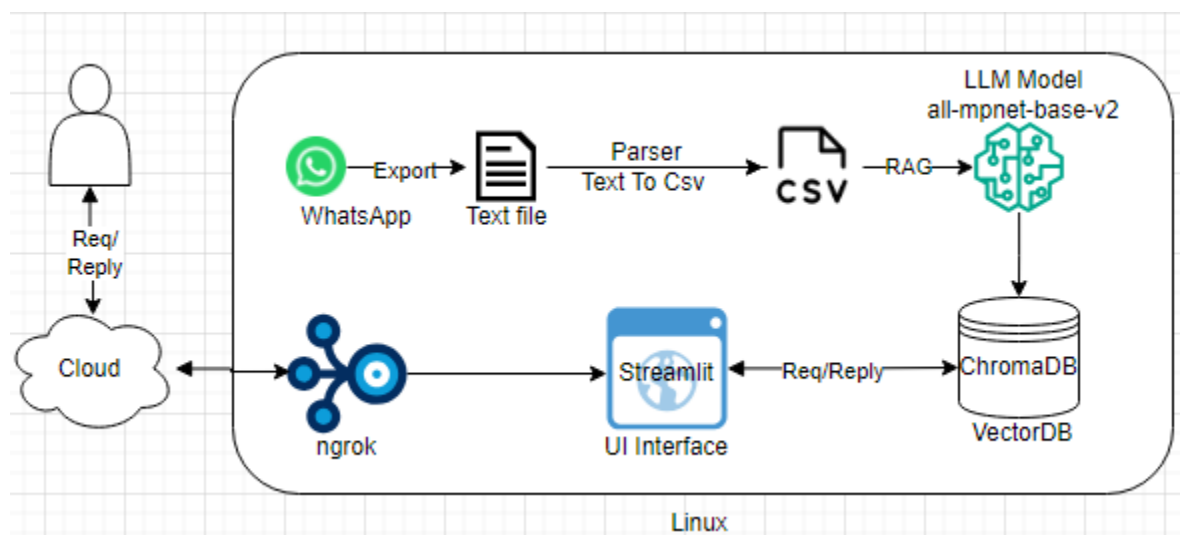 LLM Model
all-mpnet-base-v2
Export
Parser
Text To Csv
CSV
RAG
WhatsApp
Text file
Req/
Reply
Cloud
Streamlit
Req/Reply
ChromaDB
ngrok
UI Interface
VectorDB
Linux